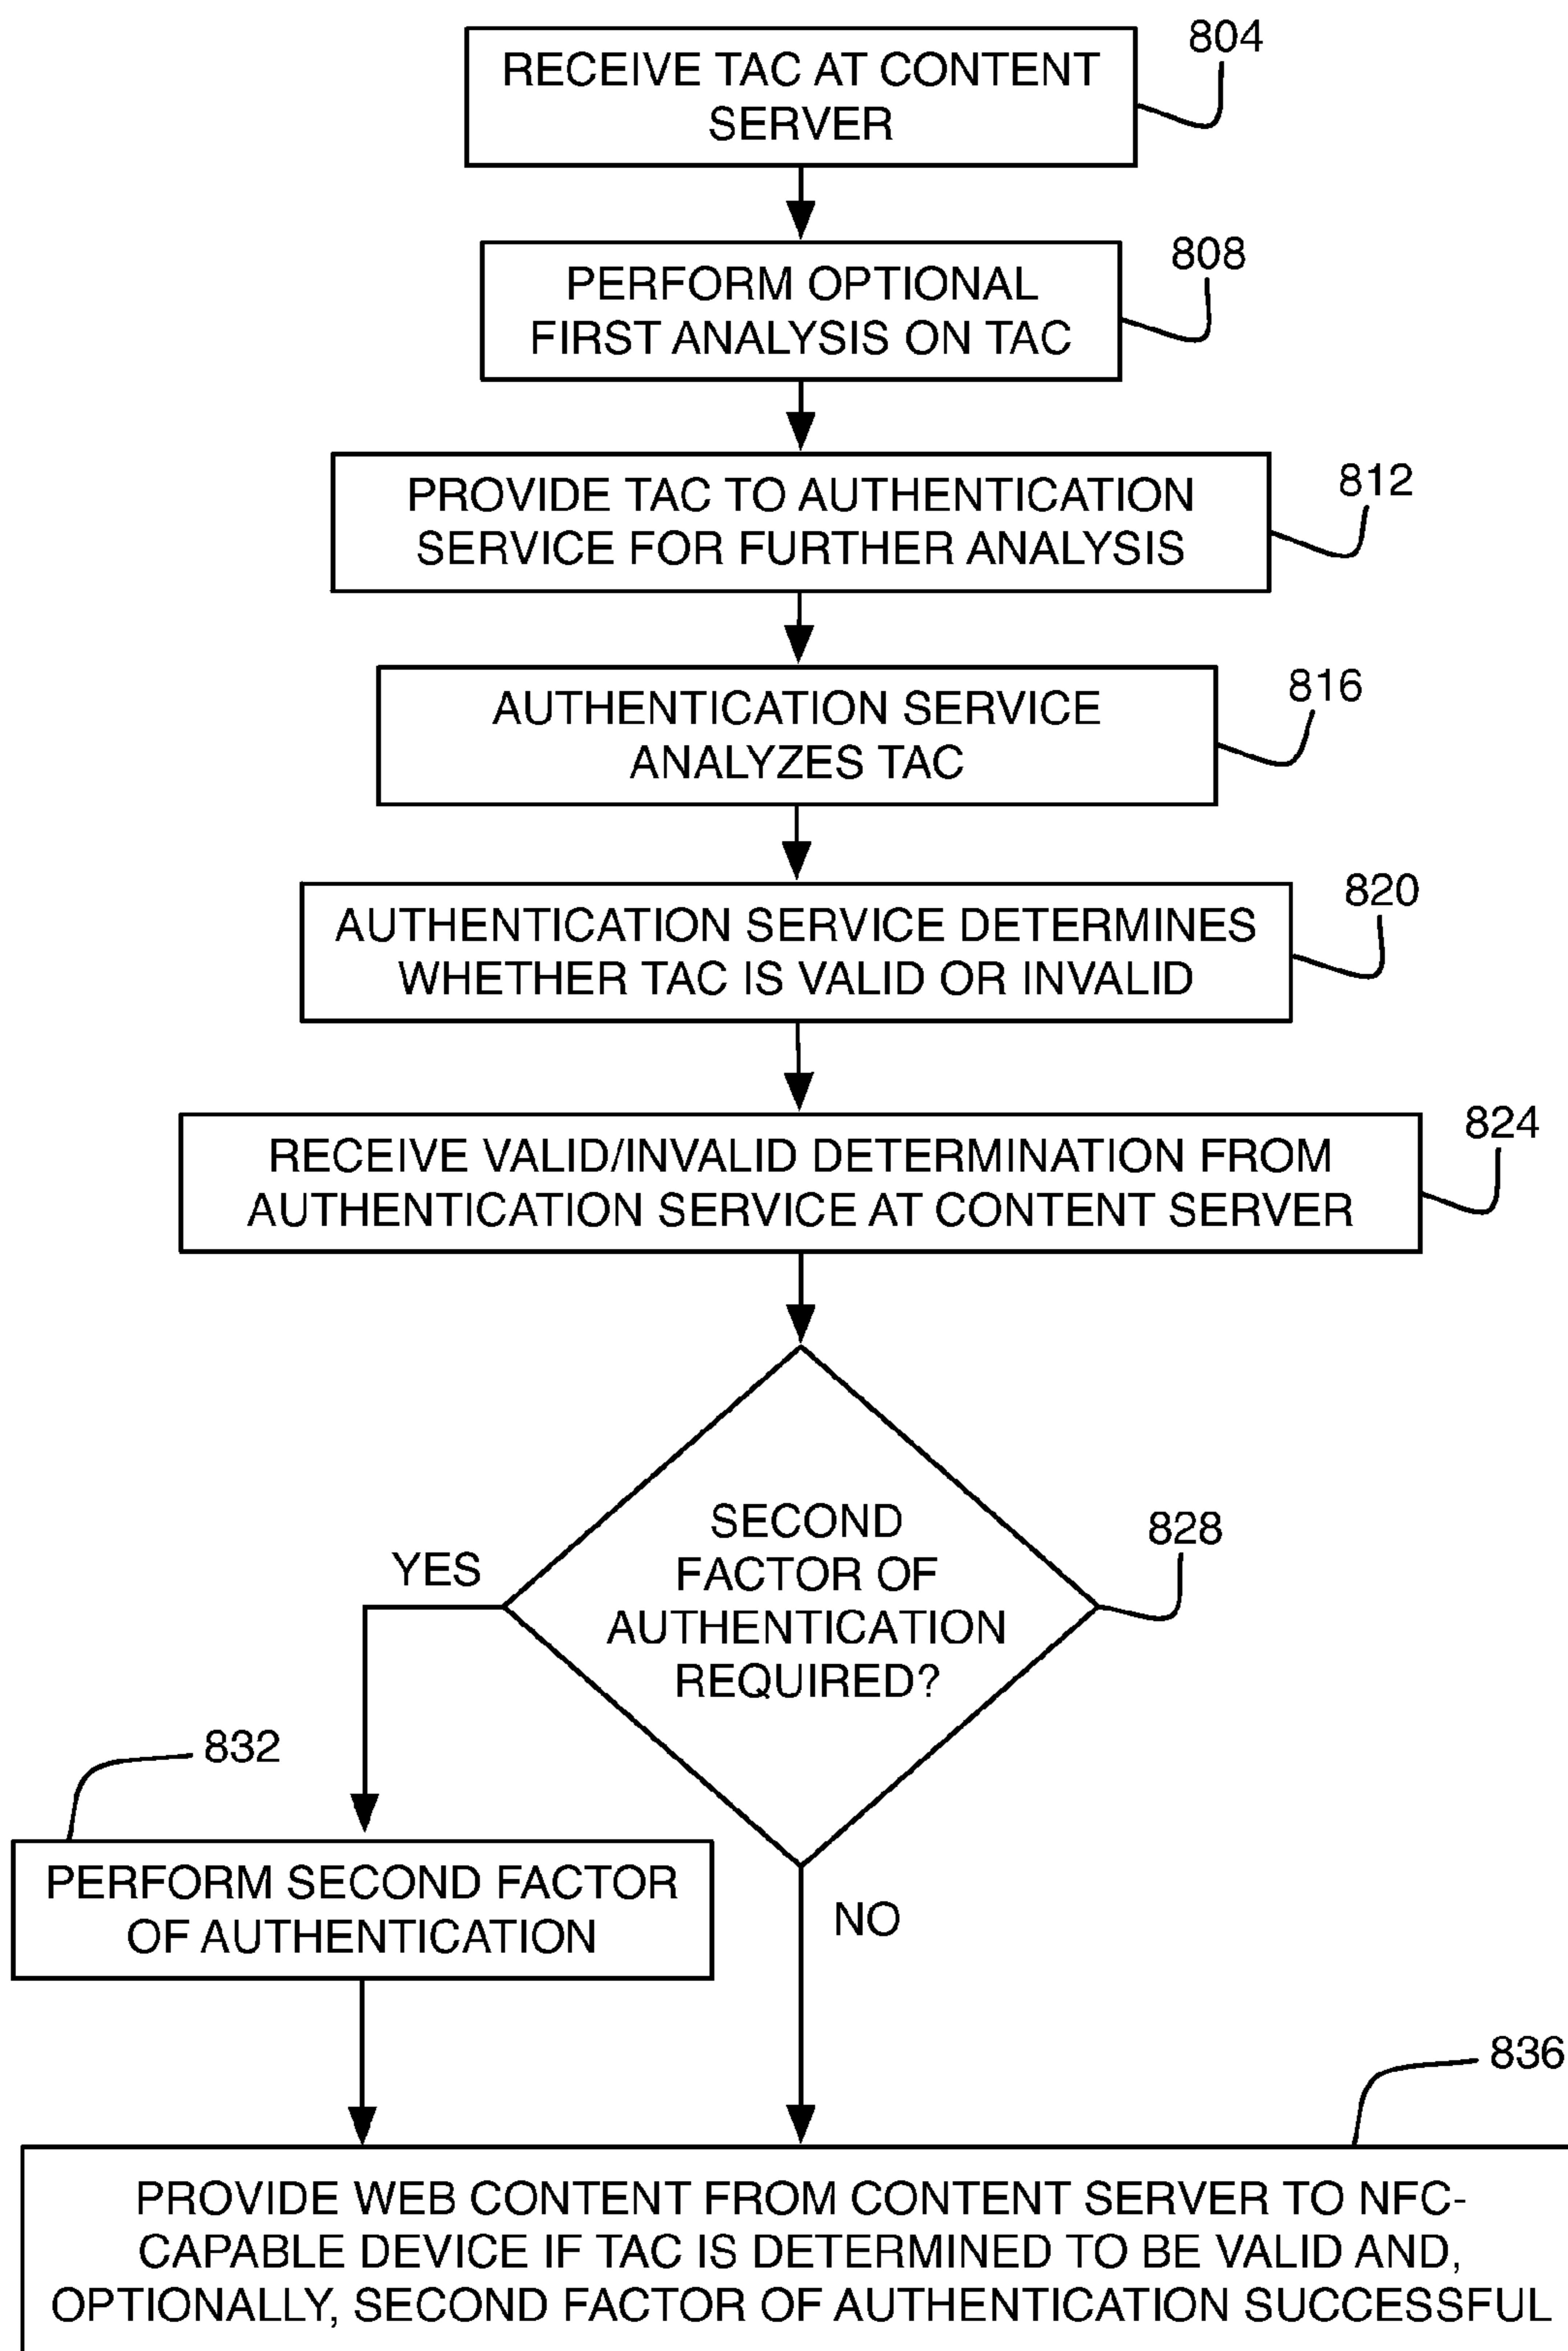 804
RECEIVE TAC AT CONTENT
SERVER
808
PERFORM OPTIONAL
FIRST ANALYSIS ON TAC
812
PROVIDE TAC TO AUTHENTICATION
SERVICE FOR FURTHER ANALYSIS
816
AUTHENTICATION SERVICE
ANALYZES TAC
820
AUTHENTICATION SERVICE DETERMINES
WHETHER TAC IS VALID OR INVALID
824
RECEIVE VALID/INVALID DETERMINATION FROM
AUTHENTICATION SERVICE AT CONTENT SERVER
828
SECOND
FACTOR OF
AUTHENTICATION
REQUIRED?
YES
832
PERFORM SECOND FACTOR
OF AUTHENTICATION
NO
836
PROVIDE WEB CONTENT FROM CONTENT SERVER TO NFC-
CAPABLE DEVICE IF TAC IS DETERMINED TO BE VALID AND,
OPTIONALLY, SECOND FACTOR OF AUTHENTICATION SUCCESSFUL